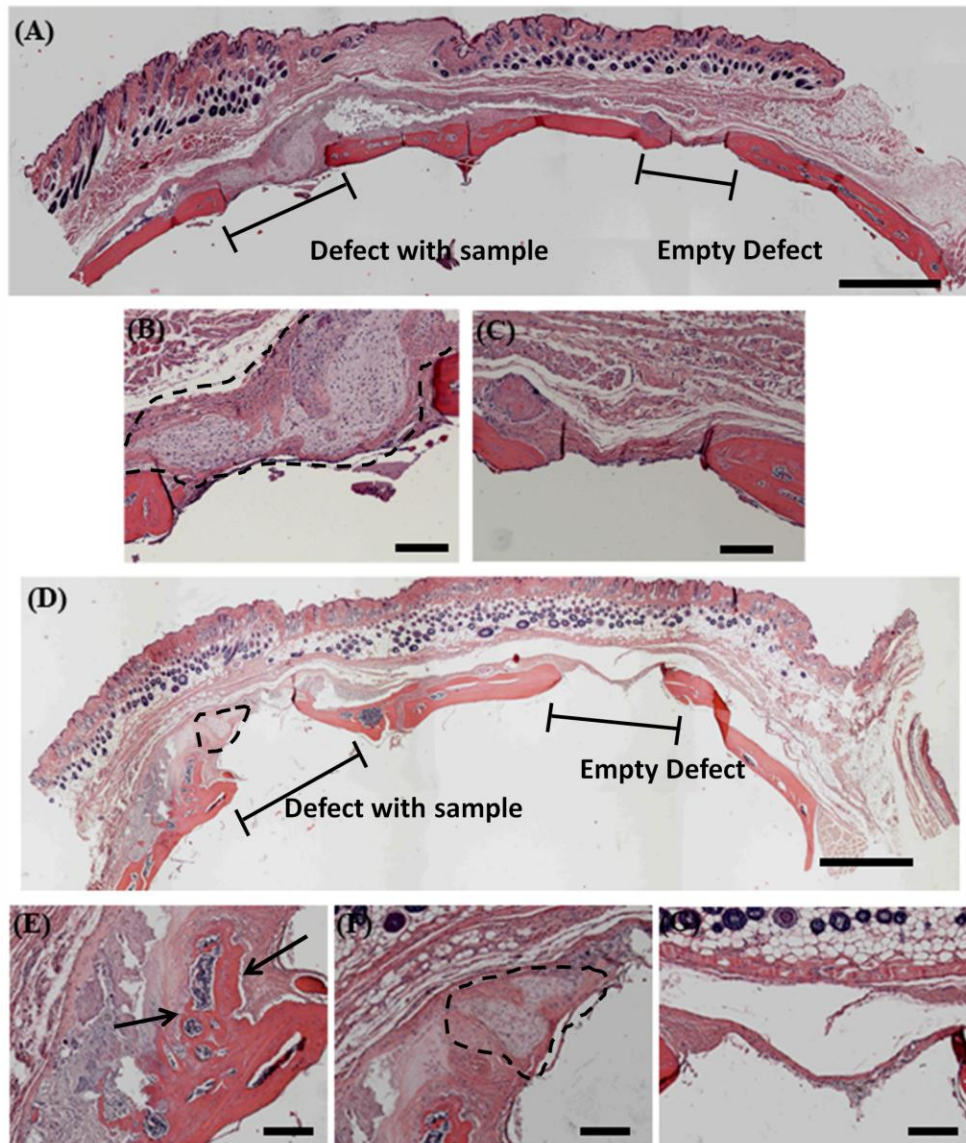 (A)
Defect with sample
Empty Defect
(B)
(C)
(D)
Defect with sample
Empty Defect
(E)
(F)
(G)